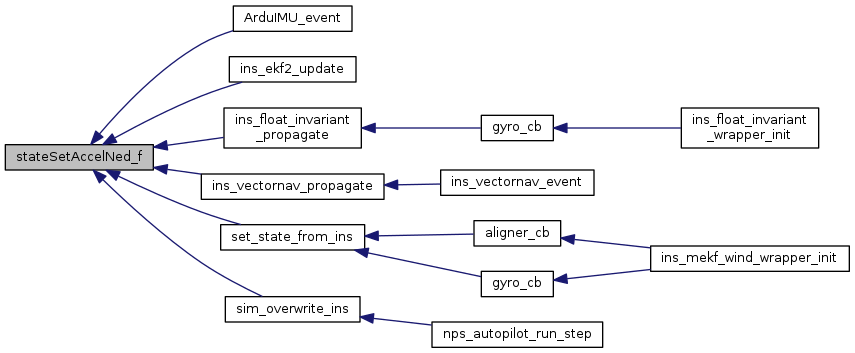 ArduIMU_event
ins_ekf2_update
ins_float_invariant
_propagate
gyro_cb
ins_float_invariant
_wrapper_init
stateSetAccelNed_f
ins_vectornav_propagate
ins_vectornav_event
set_state_from_ins
aligner_cb
ins_mekf_wind_wrapper_init
gyro_cb
sim_overwrite_ins
nps_autopilot_run_step